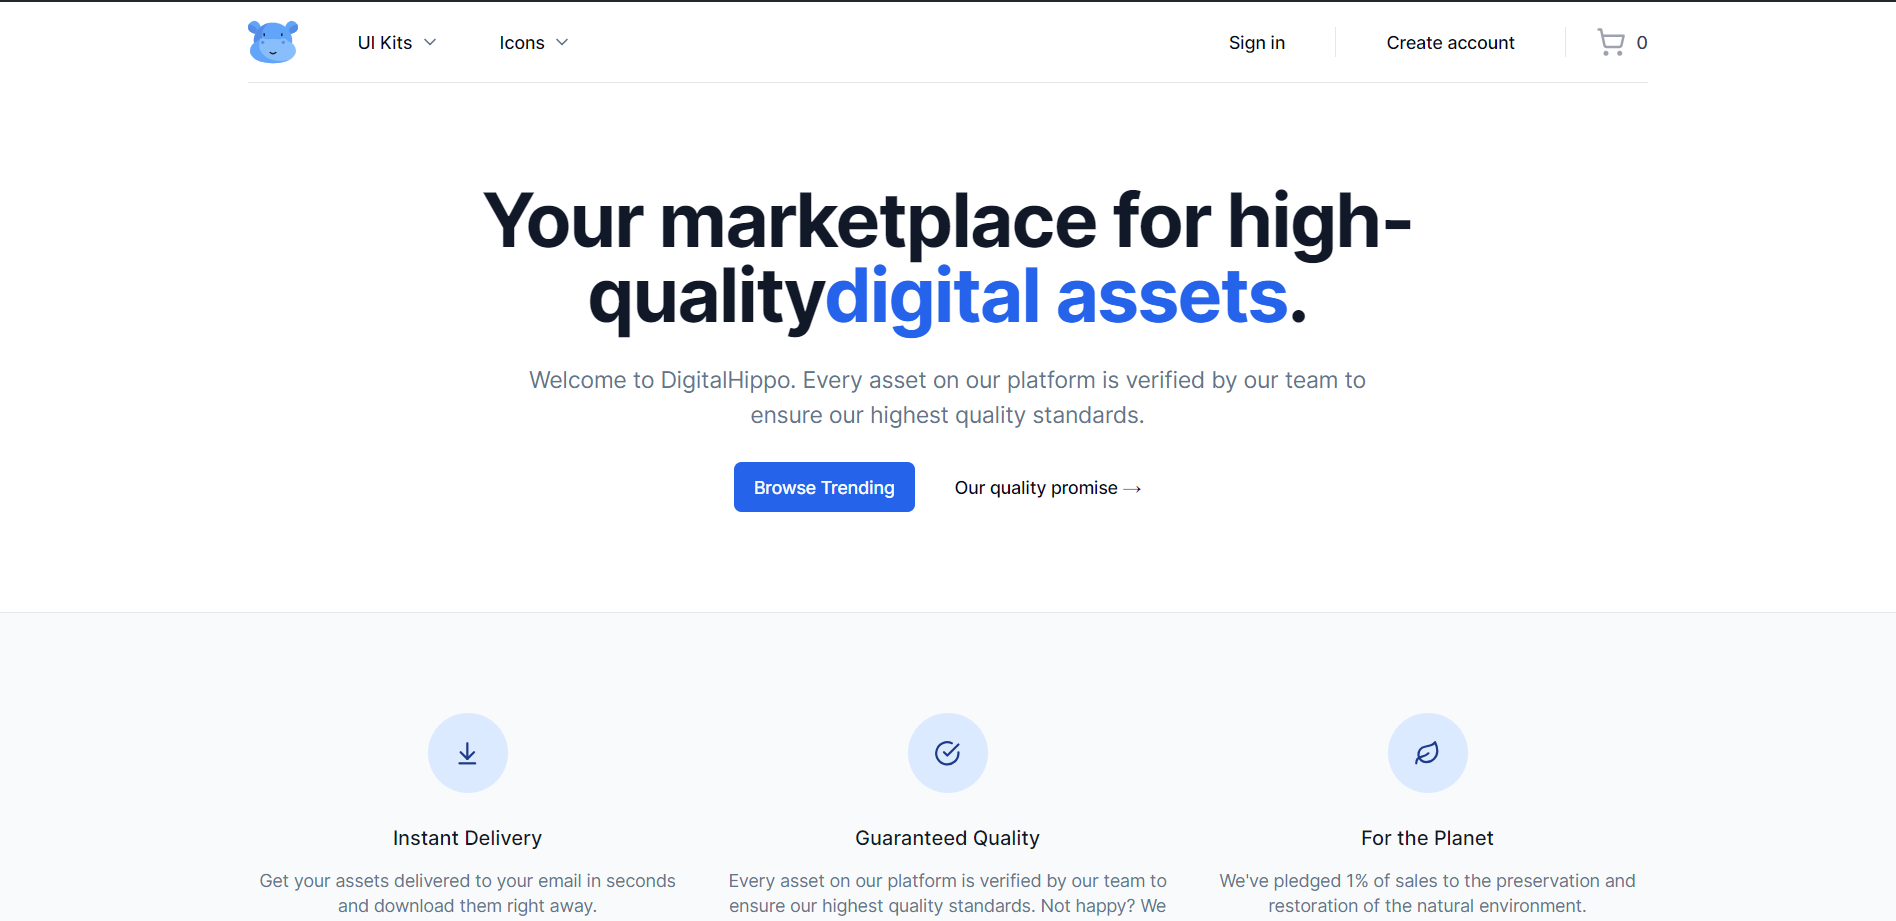 UI Kits
Icons
Sign in
Create account
0
Your marketplace for high-
qualitydigital assets.
Welcome to DigitalHippo. Every asset on our platform is verified by our team to
ensure our highest quality standards.
Browse Trending
Our quality promise →
Instant Delivery
Get your assets delivered to your email in seconds
and download them right away.
Guaranteed Quality
Every asset on our platform is verified by our team to
ensure our highest quality standards. Not happy? We
For the Planet
We've pledged 1% of sales to the preservation and
restoration of the natural environment.